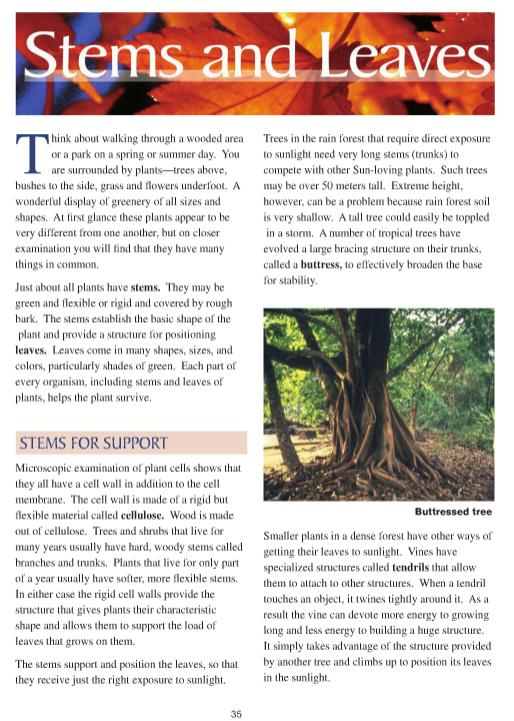 Stems and Leaves
Think about walking through a wooded area
or a park on a spring or summer day.  You
are surrounded by plants—trees above,
bushes to the side, grass and flowers underfoot.  A
wonderful display of greenery of all sizes and
shapes.  At first glance these plants appear to be
very different from one another, but on closer
examination you will find that they have many
things in common.
Just about all plants have stems.  They may be
green and flexible or rigid and covered by rough
bark.  The stems establish the basic shape of the
plant and provide a structure for positioning
leaves.  Leaves come in many shapes, sizes, and
colors, particularly shades of green.  Each part of
every organism, including stems and leaves of
plants, helps the plant survive.
STEMS FOR SUPPORT
Microscopic examination of plant cells shows that
they all have a cell wall in addition to the cell
membrane.  The cell wall is made of a rigid but
flexible material called cellulose.  Wood is made
out of cellulose.  Trees and shrubs that live for
many years usually have hard, woody stems called
branches and trunks.  Plants that live for only part
of a year usually have softer, more flexible stems.
In either case the rigid cell walls provide the
structure that gives plants their characteristic
shape and allows them to support the load of
leaves that grows on them.
The stems support and position the leaves, so that
they receive just the right exposure to sunlight.
Trees in the rain forest that require direct exposure
to sunlight need very long stems (trunks) to
compete with other Sun-loving plants.  Such trees
may be over 50 meters tall.  Extreme height,
however, can be a problem because rain forest soil
is very shallow.  A tall tree could easily be toppled
in a storm.  A number of tropical trees have
evolved a large bracing structure on their trunks,
called a buttress, to effectively broaden the base
for stability.
Buttressed tree
Smaller plants in a dense forest have other ways of
getting their leaves to sunlight.  Vines have
specialized structures called tendrils that allow
them to attach to other structures.  When a tendril
touches an object, it twines tightly around it.  As a
result the vine can devote more energy to growing
long and less energy to building a huge structure.
It simply takes advantage of the structure provided
by another tree and climbs up to position its leaves
in the sunlight.
35